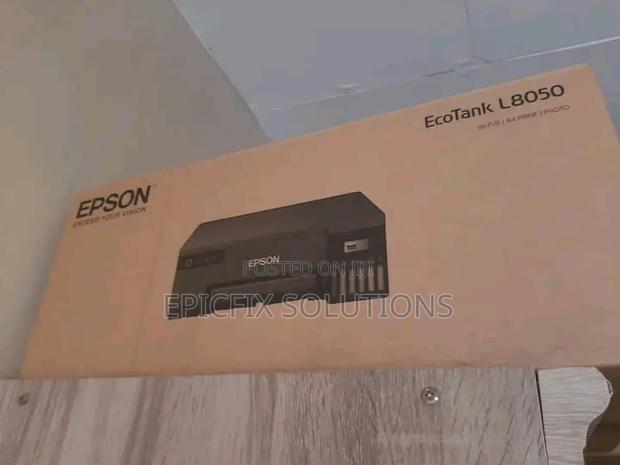 EcoTank L8050
Wi-Fi® | A4 PRINT | PHOTO
EPSON
EXCEED YOUR VISION
EPSON
POSTED ON JIJI
EPICFIX SOLUTIONS